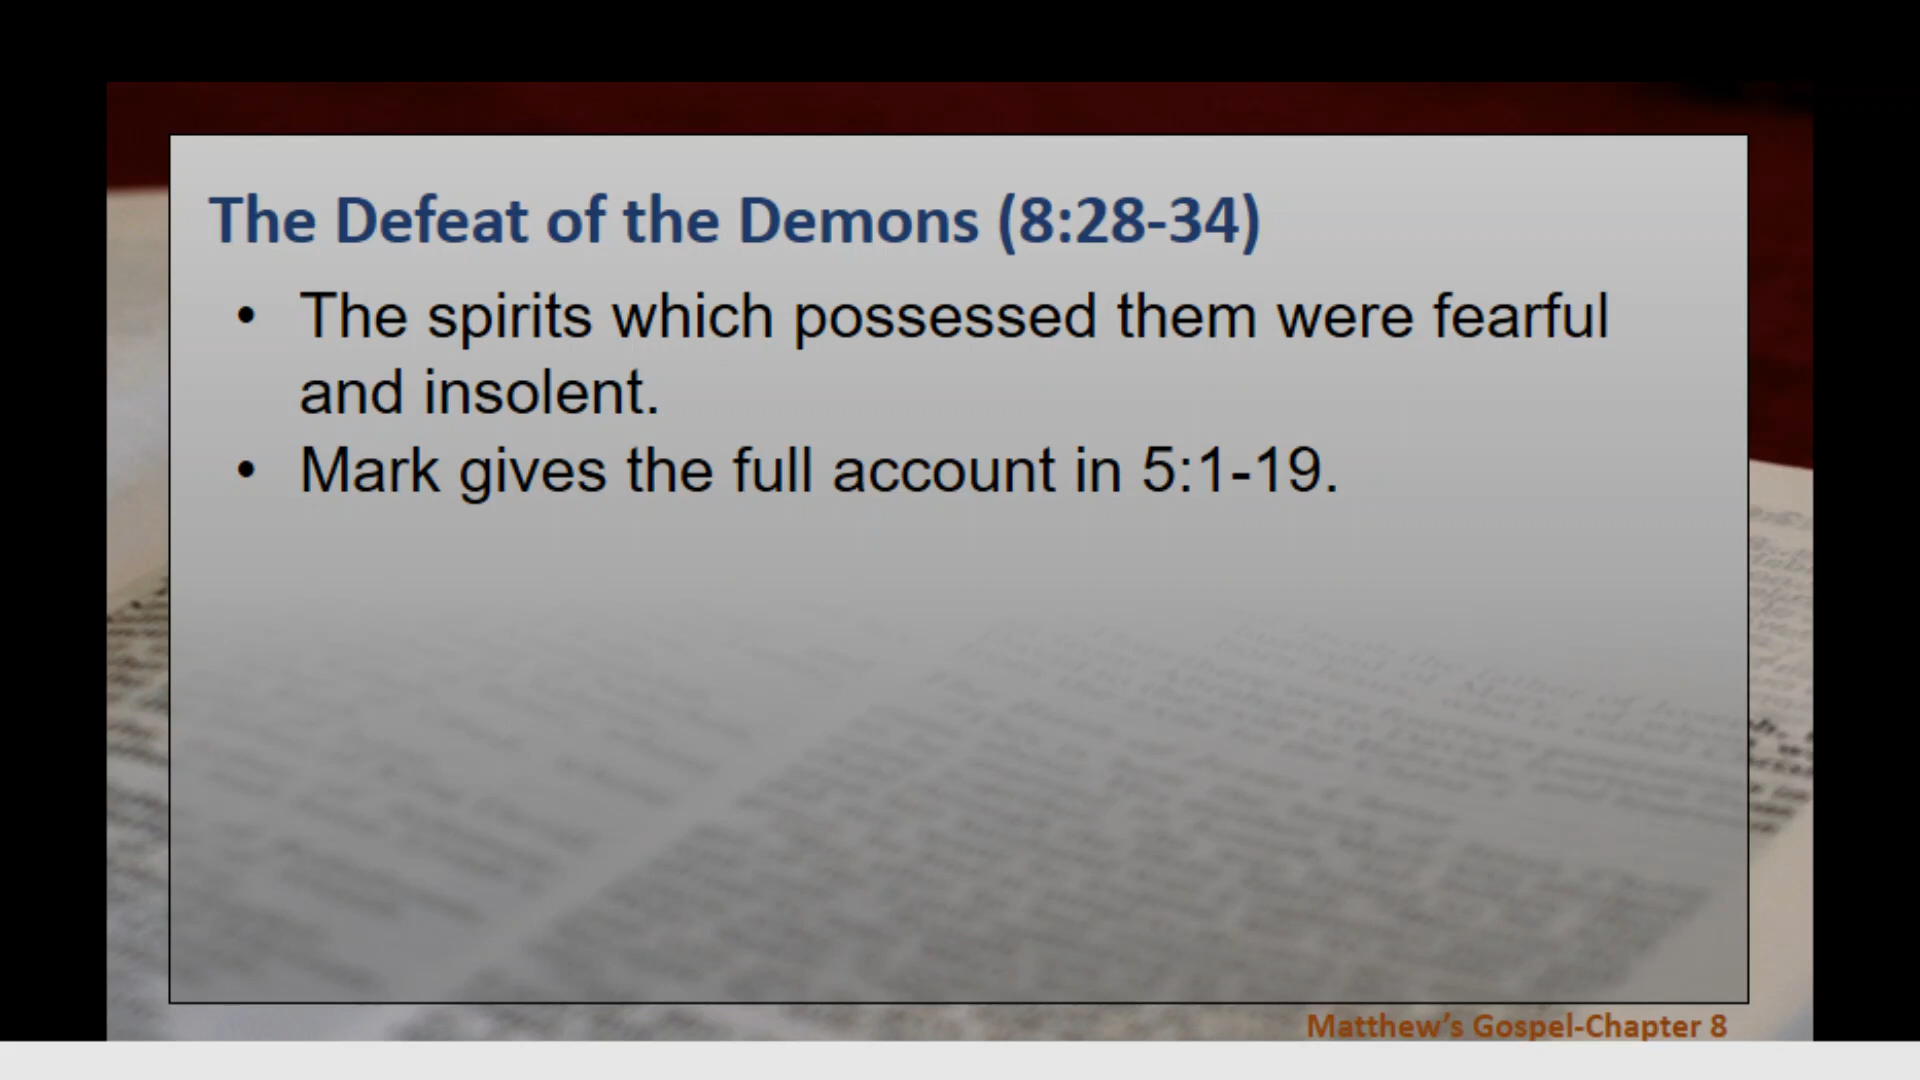 The Defeat of the Demons (8:28-34)
• The spirits which possessed them were fearful
and insolent.
• Mark gives the full account in 5:1-19.
Matthew's Gospel-Chapter 8